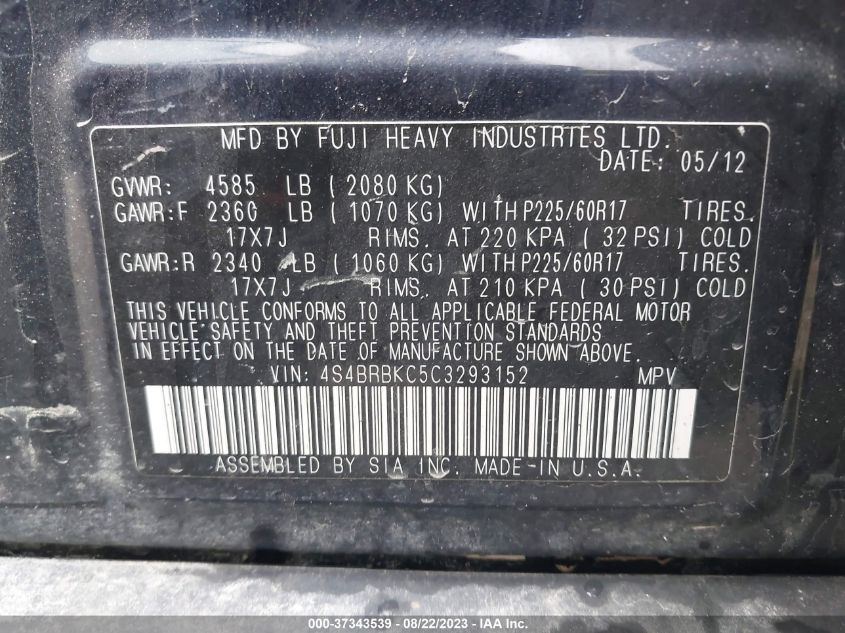 MFD BY FUJI HEAVY INDUSTRIES LTD.
DATE: 05/12
GVWR: 4585 LB ( 2080 KG)
GAWR:F 2360 LB ( 1070 KG) WITH P225/60R17 TIRES.
17X7J RIMS. AT 220 KPA ( 32 PSI) COLD
GAWR:R 2340 LB ( 1060 KG) WITH P225/60R17 TIRES.
17X7J RIMS. AT 210 KPA ( 30 PSI) COLD
THIS VEHICLE CONFORMS TO ALL APPLICABLE FEDERAL MOTOR
VEHICLE SAFETY AND THEFT PREVENTION STANDARDS
IN EFFECT ON THE DATE OF MANUFACTURE SHOWN ABOVE.
VIN: 4S4BRBKC5C3293152 MPV
ASSEMBLED BY SIA INC. MADE-IN U.S.A.
000-37343539 - 08/22/2023 - iaai.com